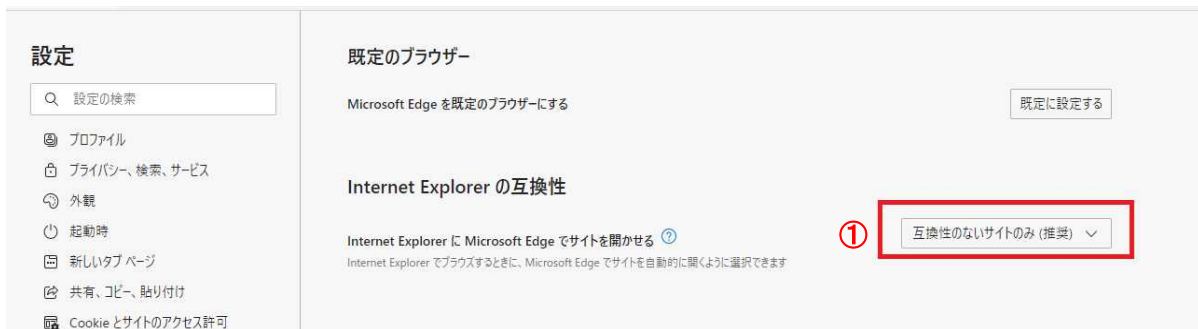 設定
設定の検索
プロファイル
プライバシー、検索、サービス
外観
起動時
新しいタブ ページ
共有、コピー、貼り付け
Cookie とサイトのアクセス許可
既定のブラウザー
Microsoft Edge を既定のブラウザーにする
既定に設定する
Internet Explorer の互換性
Internet Explorer に Microsoft Edge でサイトを開かせる ?
①
互換性のないサイトのみ (推奨)
Internet Explorer でブラウズするときに、Microsoft Edge でサイトを自動的に開くように選択できます